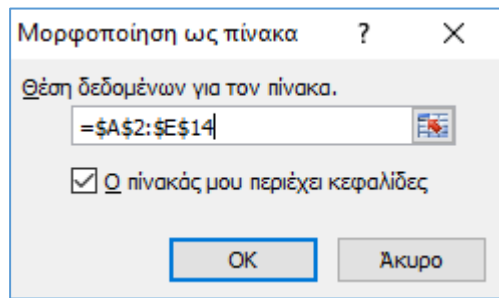 Μορφοποίηση ως πίνακα ? ×
Θέση δεδομένων για τον πίνακα.
=$A$2:$E$14
Ο πίνακάς μου περιέχει κεφαλίδες
OK Άκυρο